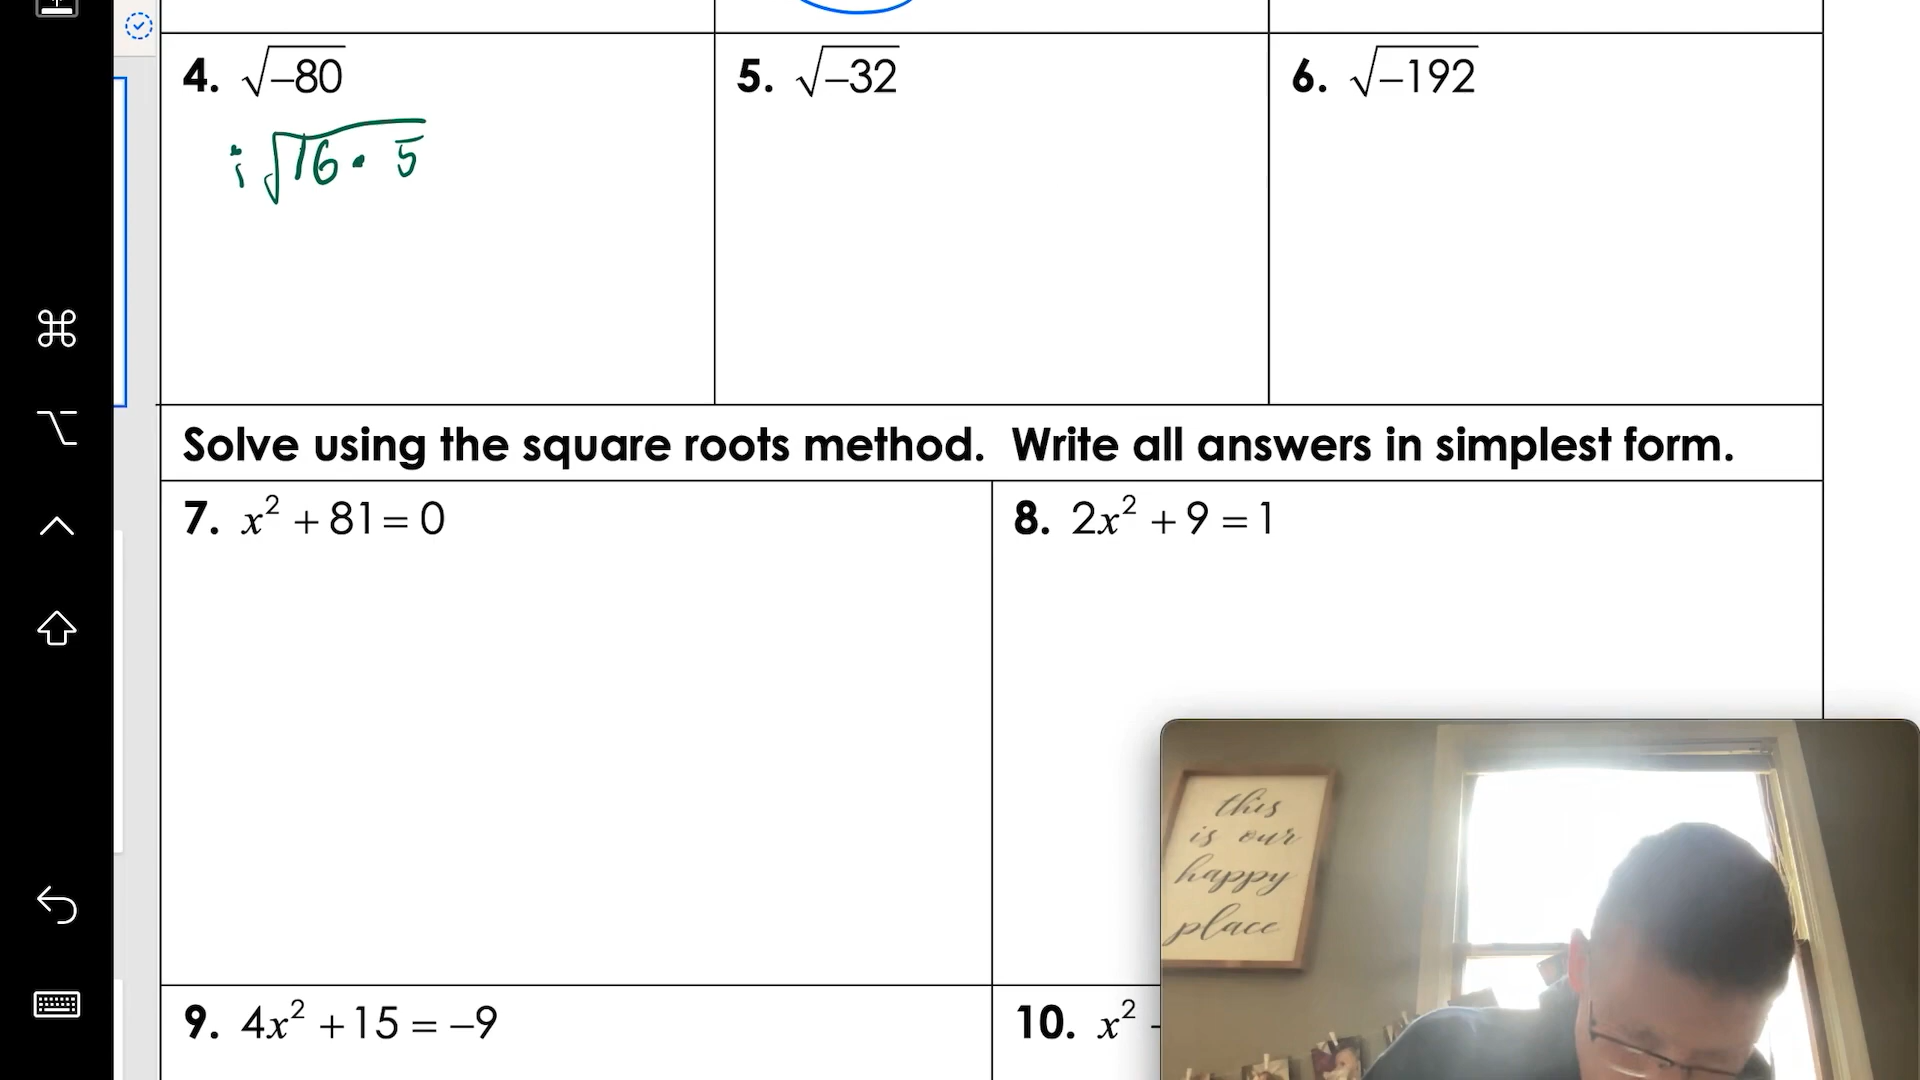 4. √–80
i√16 • 5
5. √–32
6. √–192
Solve using the square roots method. Write all answers in simplest form.
7. x² + 81 = 0
8. 2x² + 9 = 1
9. 4x² + 15 = –9
10. x² -
this
is our
happy
place